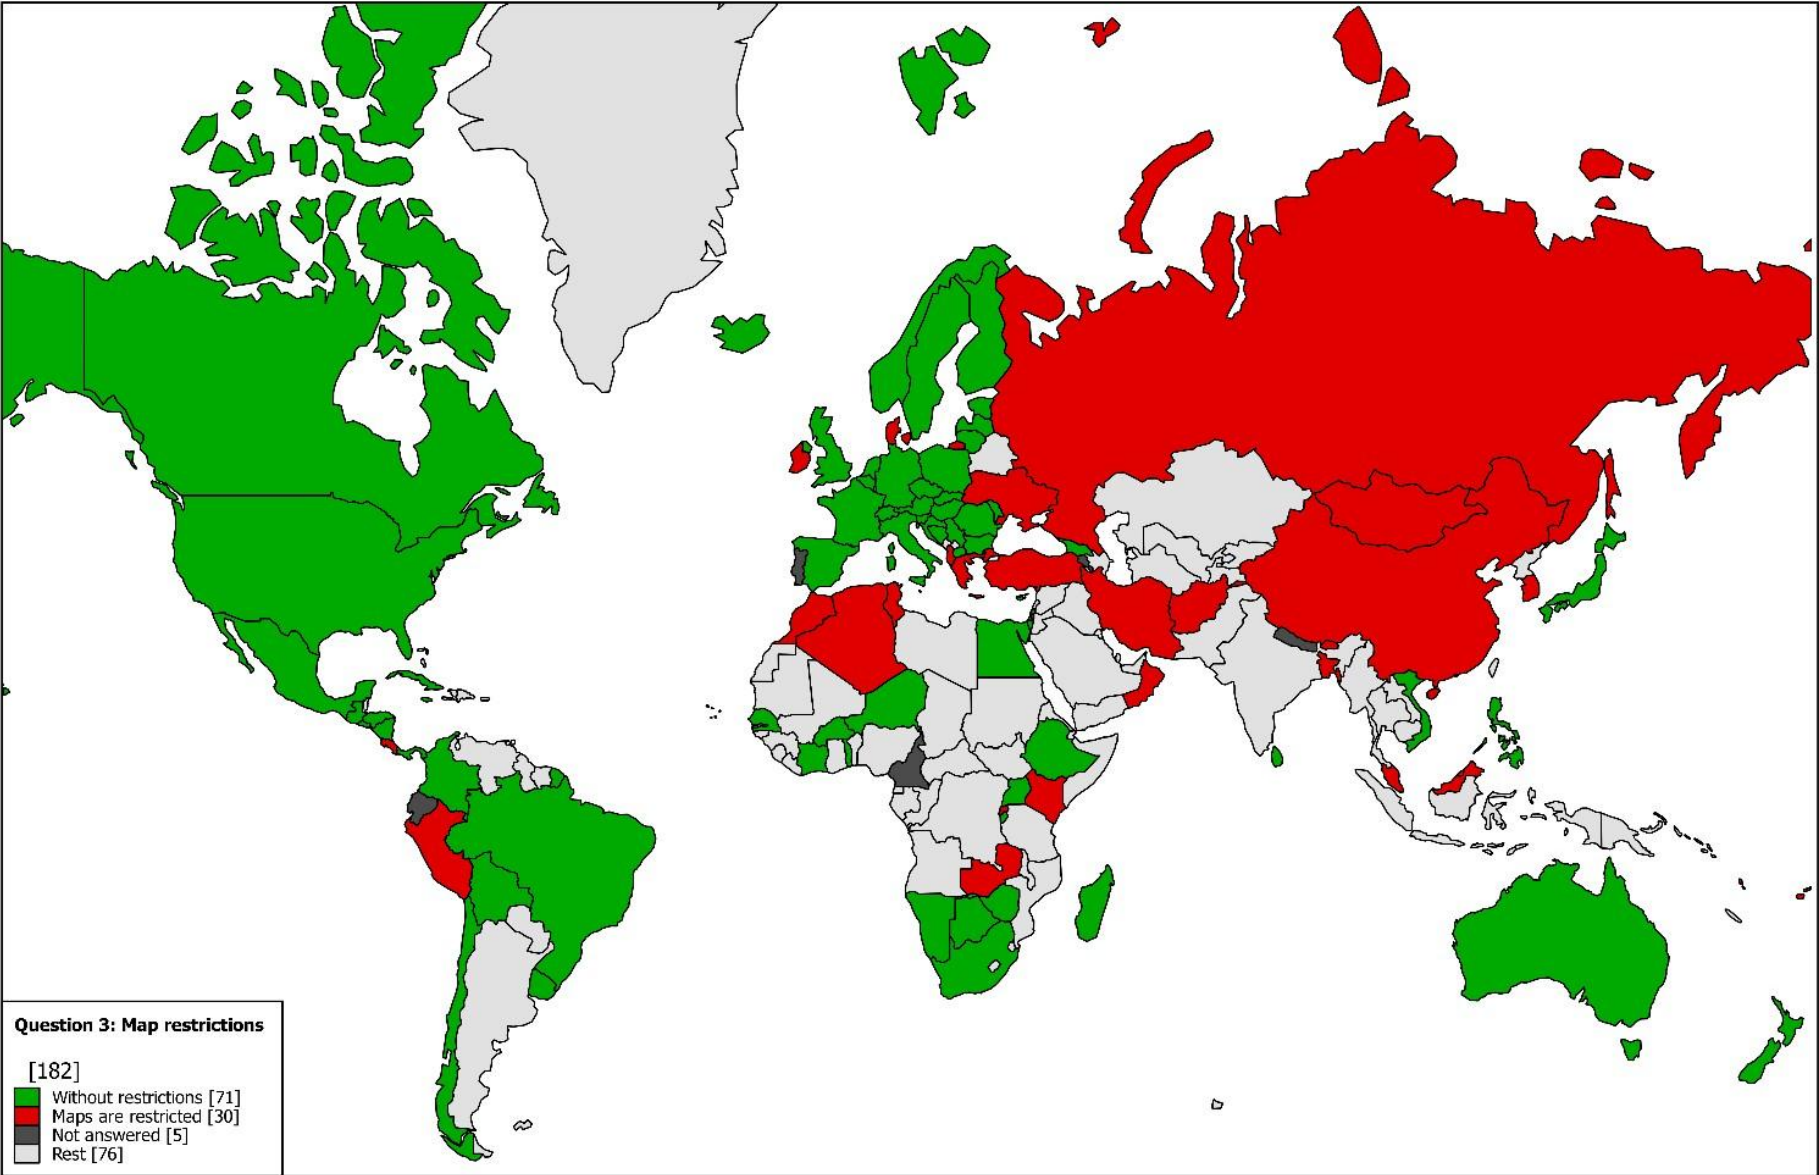 Question 3: Map restrictions
[182]
Without restrictions [71]
Maps are restricted [30]
Not answered [5]
Rest [76]